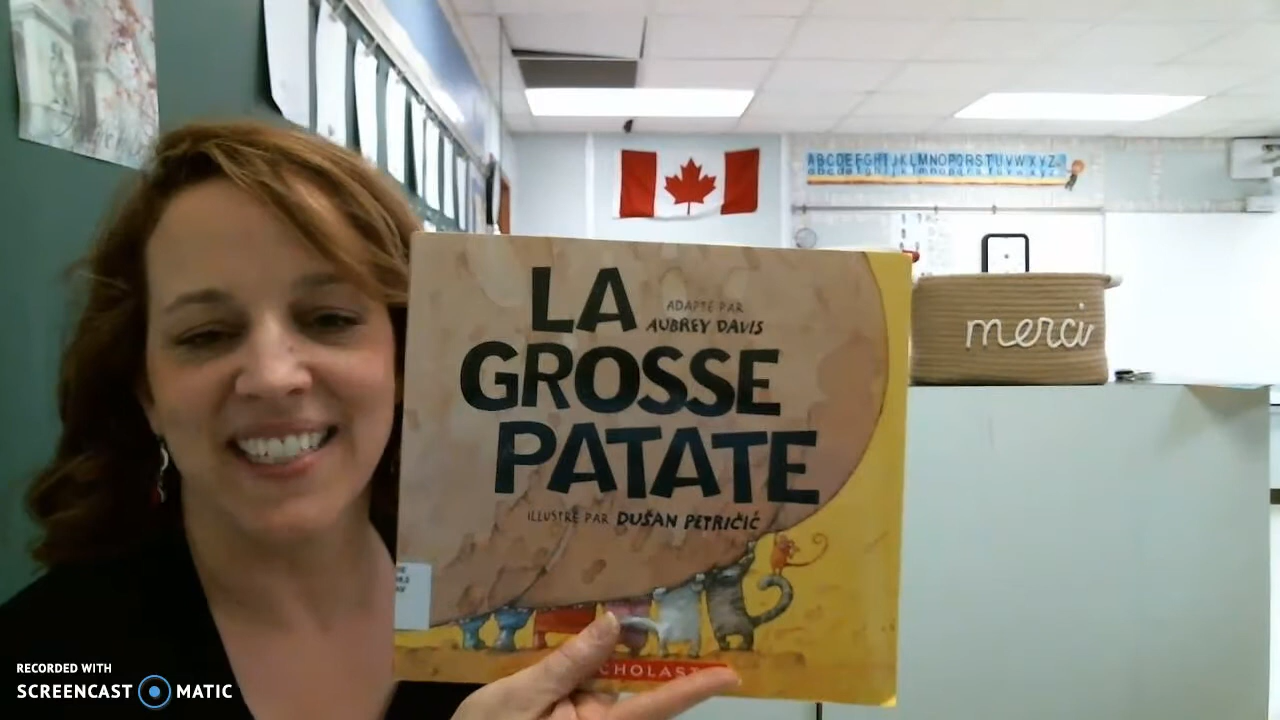 ABCDEFGHIJKLMNOPQRSTUVWXYZ
LA
ADAPTÉ PAR
AUBREY DAVIS
GROSSE
PATATE
ILLUSTRÉ PAR DUŠAN PETRIČIĆ
merci
RECORDED WITH
SCREENCAST MATIC